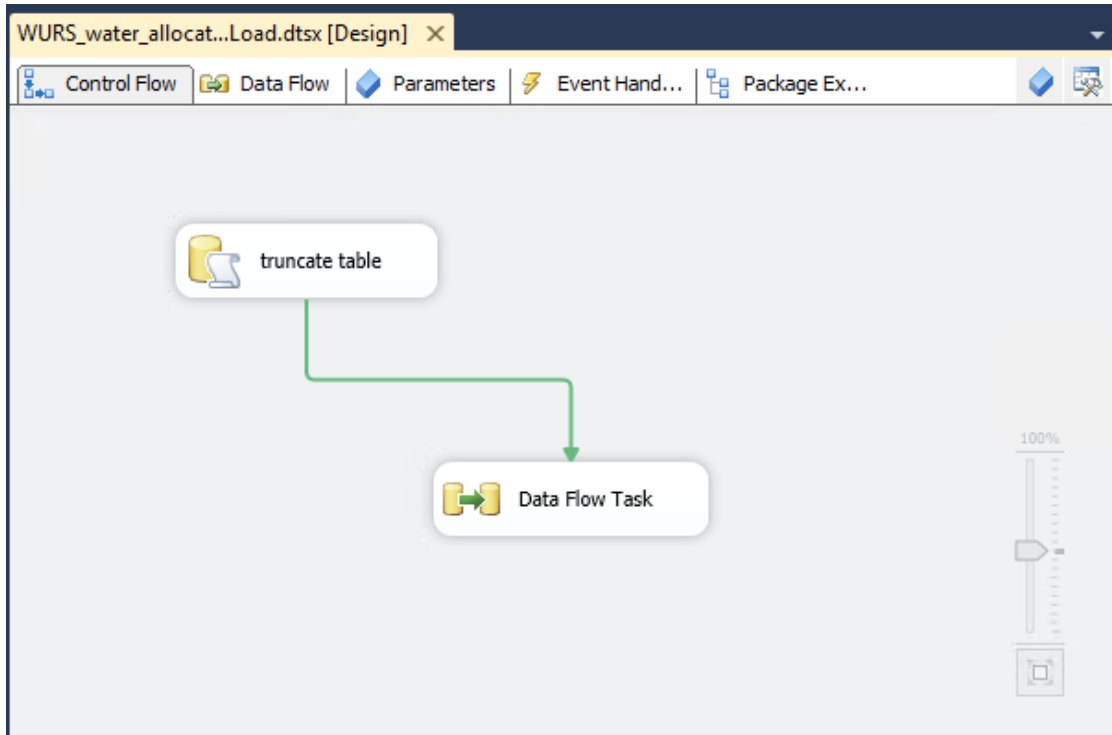 WURS_water_allocat...Load.dtsx [Design]
Control Flow Data Flow Parameters Event Hand... Package Ex...
truncate table
Data Flow Task
100%